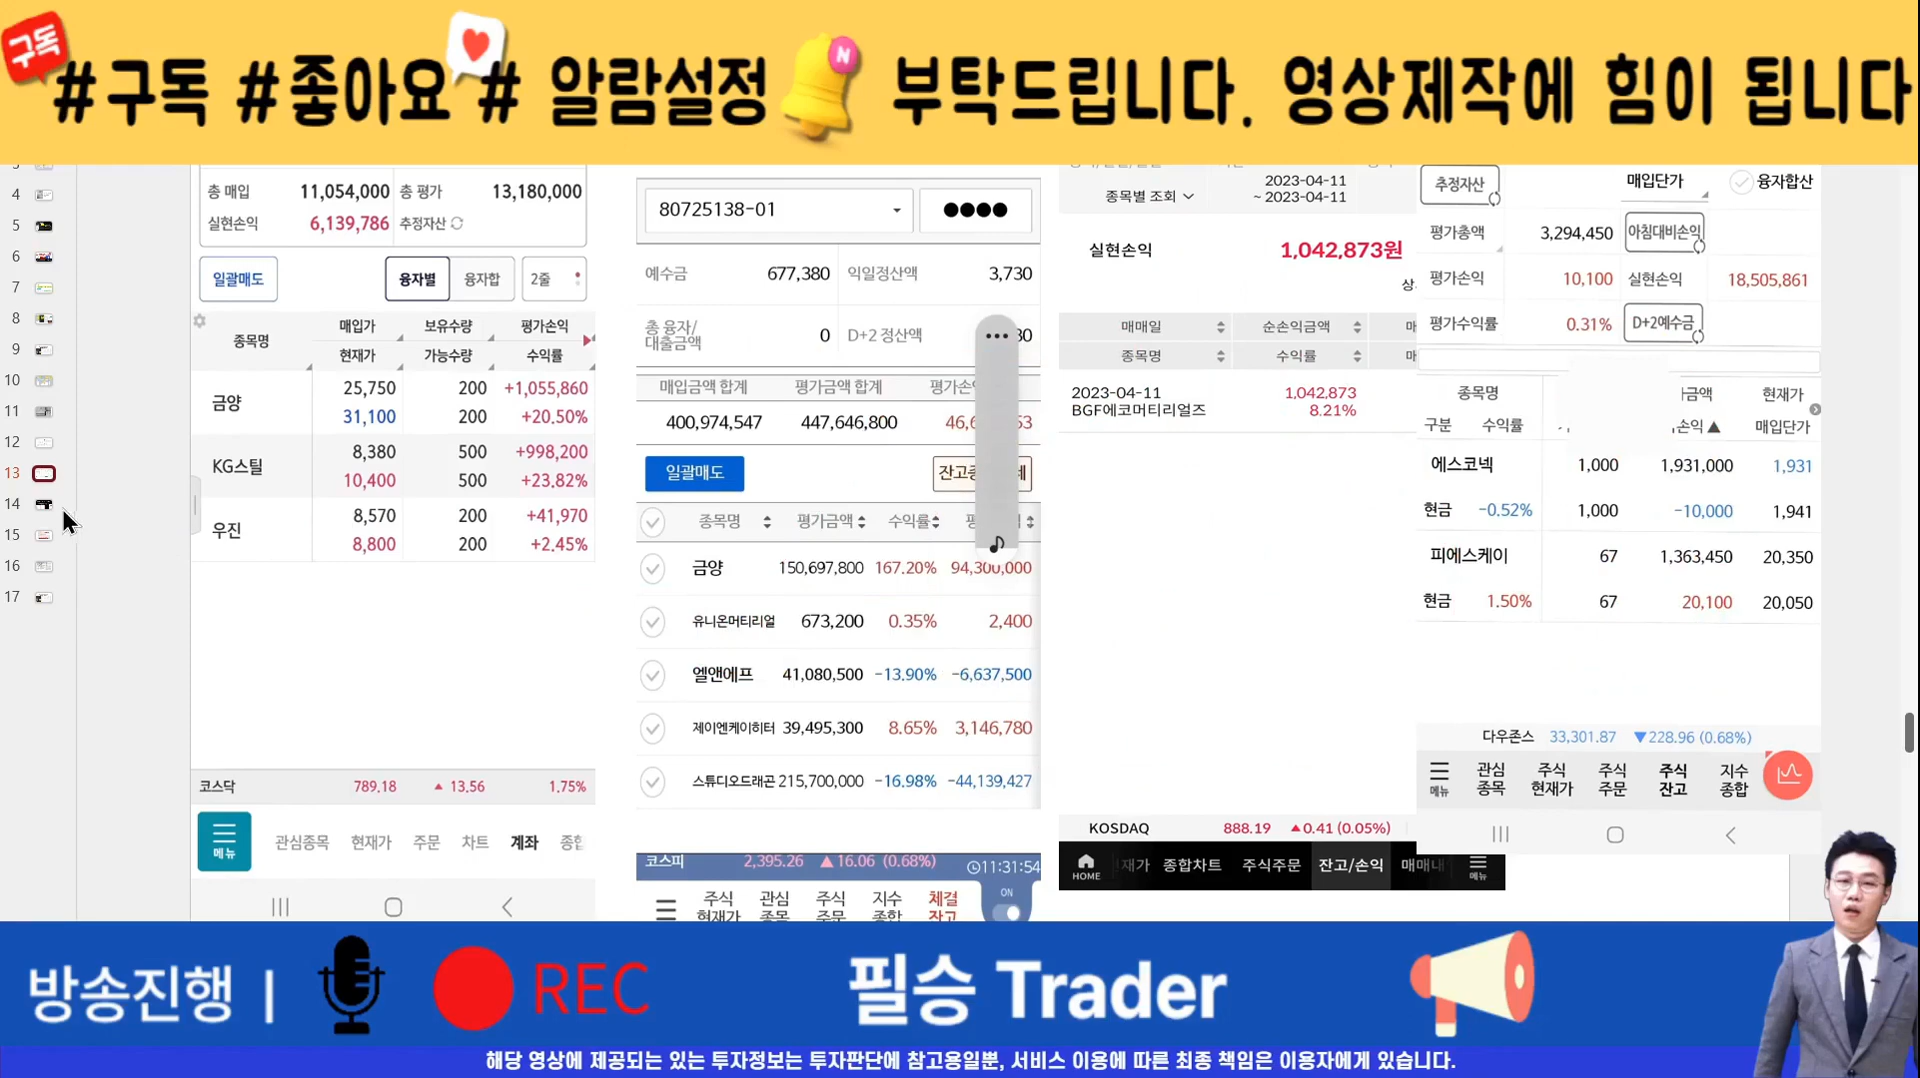 구독
#구독 #좋아요 # 알람설정 N 부탁드립니다. 영상제작에 힘이 됩니다
4
5
6
7
8
9
10
11
12
13
14
15
16
17
총 매입 11,054,000 총 평가 13,180,000
실현손익 6,139,786 추정자산
일괄매도 융자별 융자합 2줄
종목명 매입가 보유수량 평가손익
현재가 가능수량 수익률
금양 25,750 200 +1,055,860
31,100 200 +20.50%
KG스틸 8,380 500 +998,200
10,400 500 +23.82%
우진 8,570 200 +41,970
8,800 200 +2.45%
코스닥 789.18 ▲ 13.56 1.75%
메뉴 관심종목 현재가 주문 차트 계좌 종합
80725138-01 ●●●●
예수금 677,380 익일정산액 3,730
총 융자/
대출금액 0 D+2 정산액 30
매입금액 합계 평가금액 합계 평가손
400,974,547 447,646,800 46,6 53
일괄매도 잔고
종목명 평가금액 수익률
금양 150,697,800 167.20% 94,300,000
유니온머티리얼 673,200 0.35% 2,400
엘앤에프 41,080,500 -13.90% -6,637,500
제이엔케이히터 39,495,300 8.65% 3,146,780
스튜디오드래곤 215,700,000 -16.98% -44,139,427
코스피 2,395.26 ▲ 16.06 (0.68%) 11:31:54
주식 관심 주식 지수 체결 ON
현재가 종목 주문 종합 잔고
종목별 조회 2023-04-11
~ 2023-04-11
실현손익 1,042,873원
상
매매일 순손익금액 매
종목명 수익률 매
2023-04-11 1,042,873
BGF에코머티리얼즈 8.21%
KOSDAQ 888.19 ▲0.41 (0.05%)
HOME 재가 종합차트 주식주문 잔고/손익 매매내 메뉴
추정자산 매입단가 융자합산
평가총액 3,294,450 아침대비손익
평가손익 10,100 실현손익 18,505,861
평가수익률 0.31% D+2예수금
종목명 금액 현재가
구분 수익률 손익▲ 매입단가
에스코넥 1,000 1,931,000 1,931
현금 -0.52% 1,000 -10,000 1,941
피에스케이 67 1,363,450 20,350
현금 1.50% 67 20,100 20,050
다우존스 33,301.87 ▼228.96 (0.68%)
메뉴 관심 주식 주식 주식 지수
종목 현재가 주문 잔고 종합
방송진행 | REC 필승 Trader
해당 영상에 제공되는 있는 투자정보는 투자판단에 참고용일뿐, 서비스 이용에 따른 최종 책임은 이용자에게 있습니다.